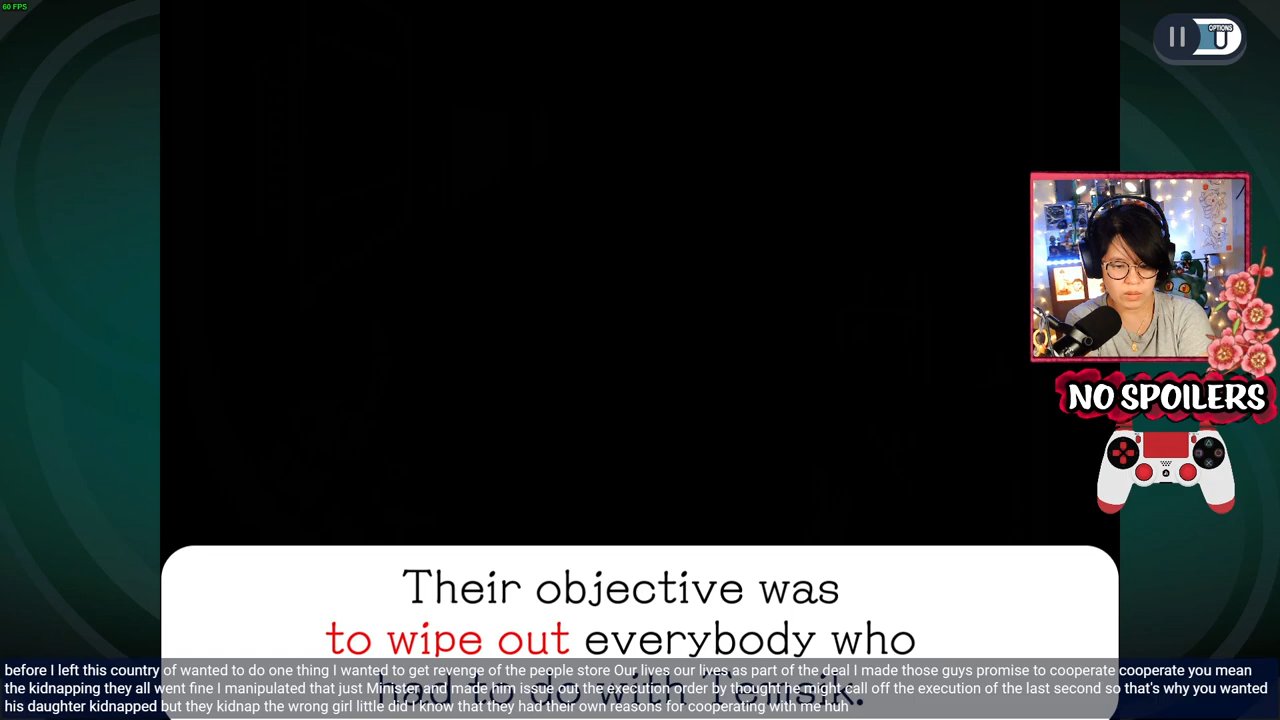 60 FPS
OPTIONS
NO SPOILERS
Their objective was
to wipe out everybody who
had to do with Temsik.
before I left this country of wanted to do one thing I wanted to get revenge of the people store Our lives our lives as part of the deal I made those guys promise to cooperate cooperate you mean
the kidnapping they all went fine I manipulated that just Minister and made him issue out the execution order by thought he might call off the execution of the last second so that's why you wanted
his daughter kidnapped but they kidnap the wrong girl little did I know that they had their own reasons for cooperating with me huh